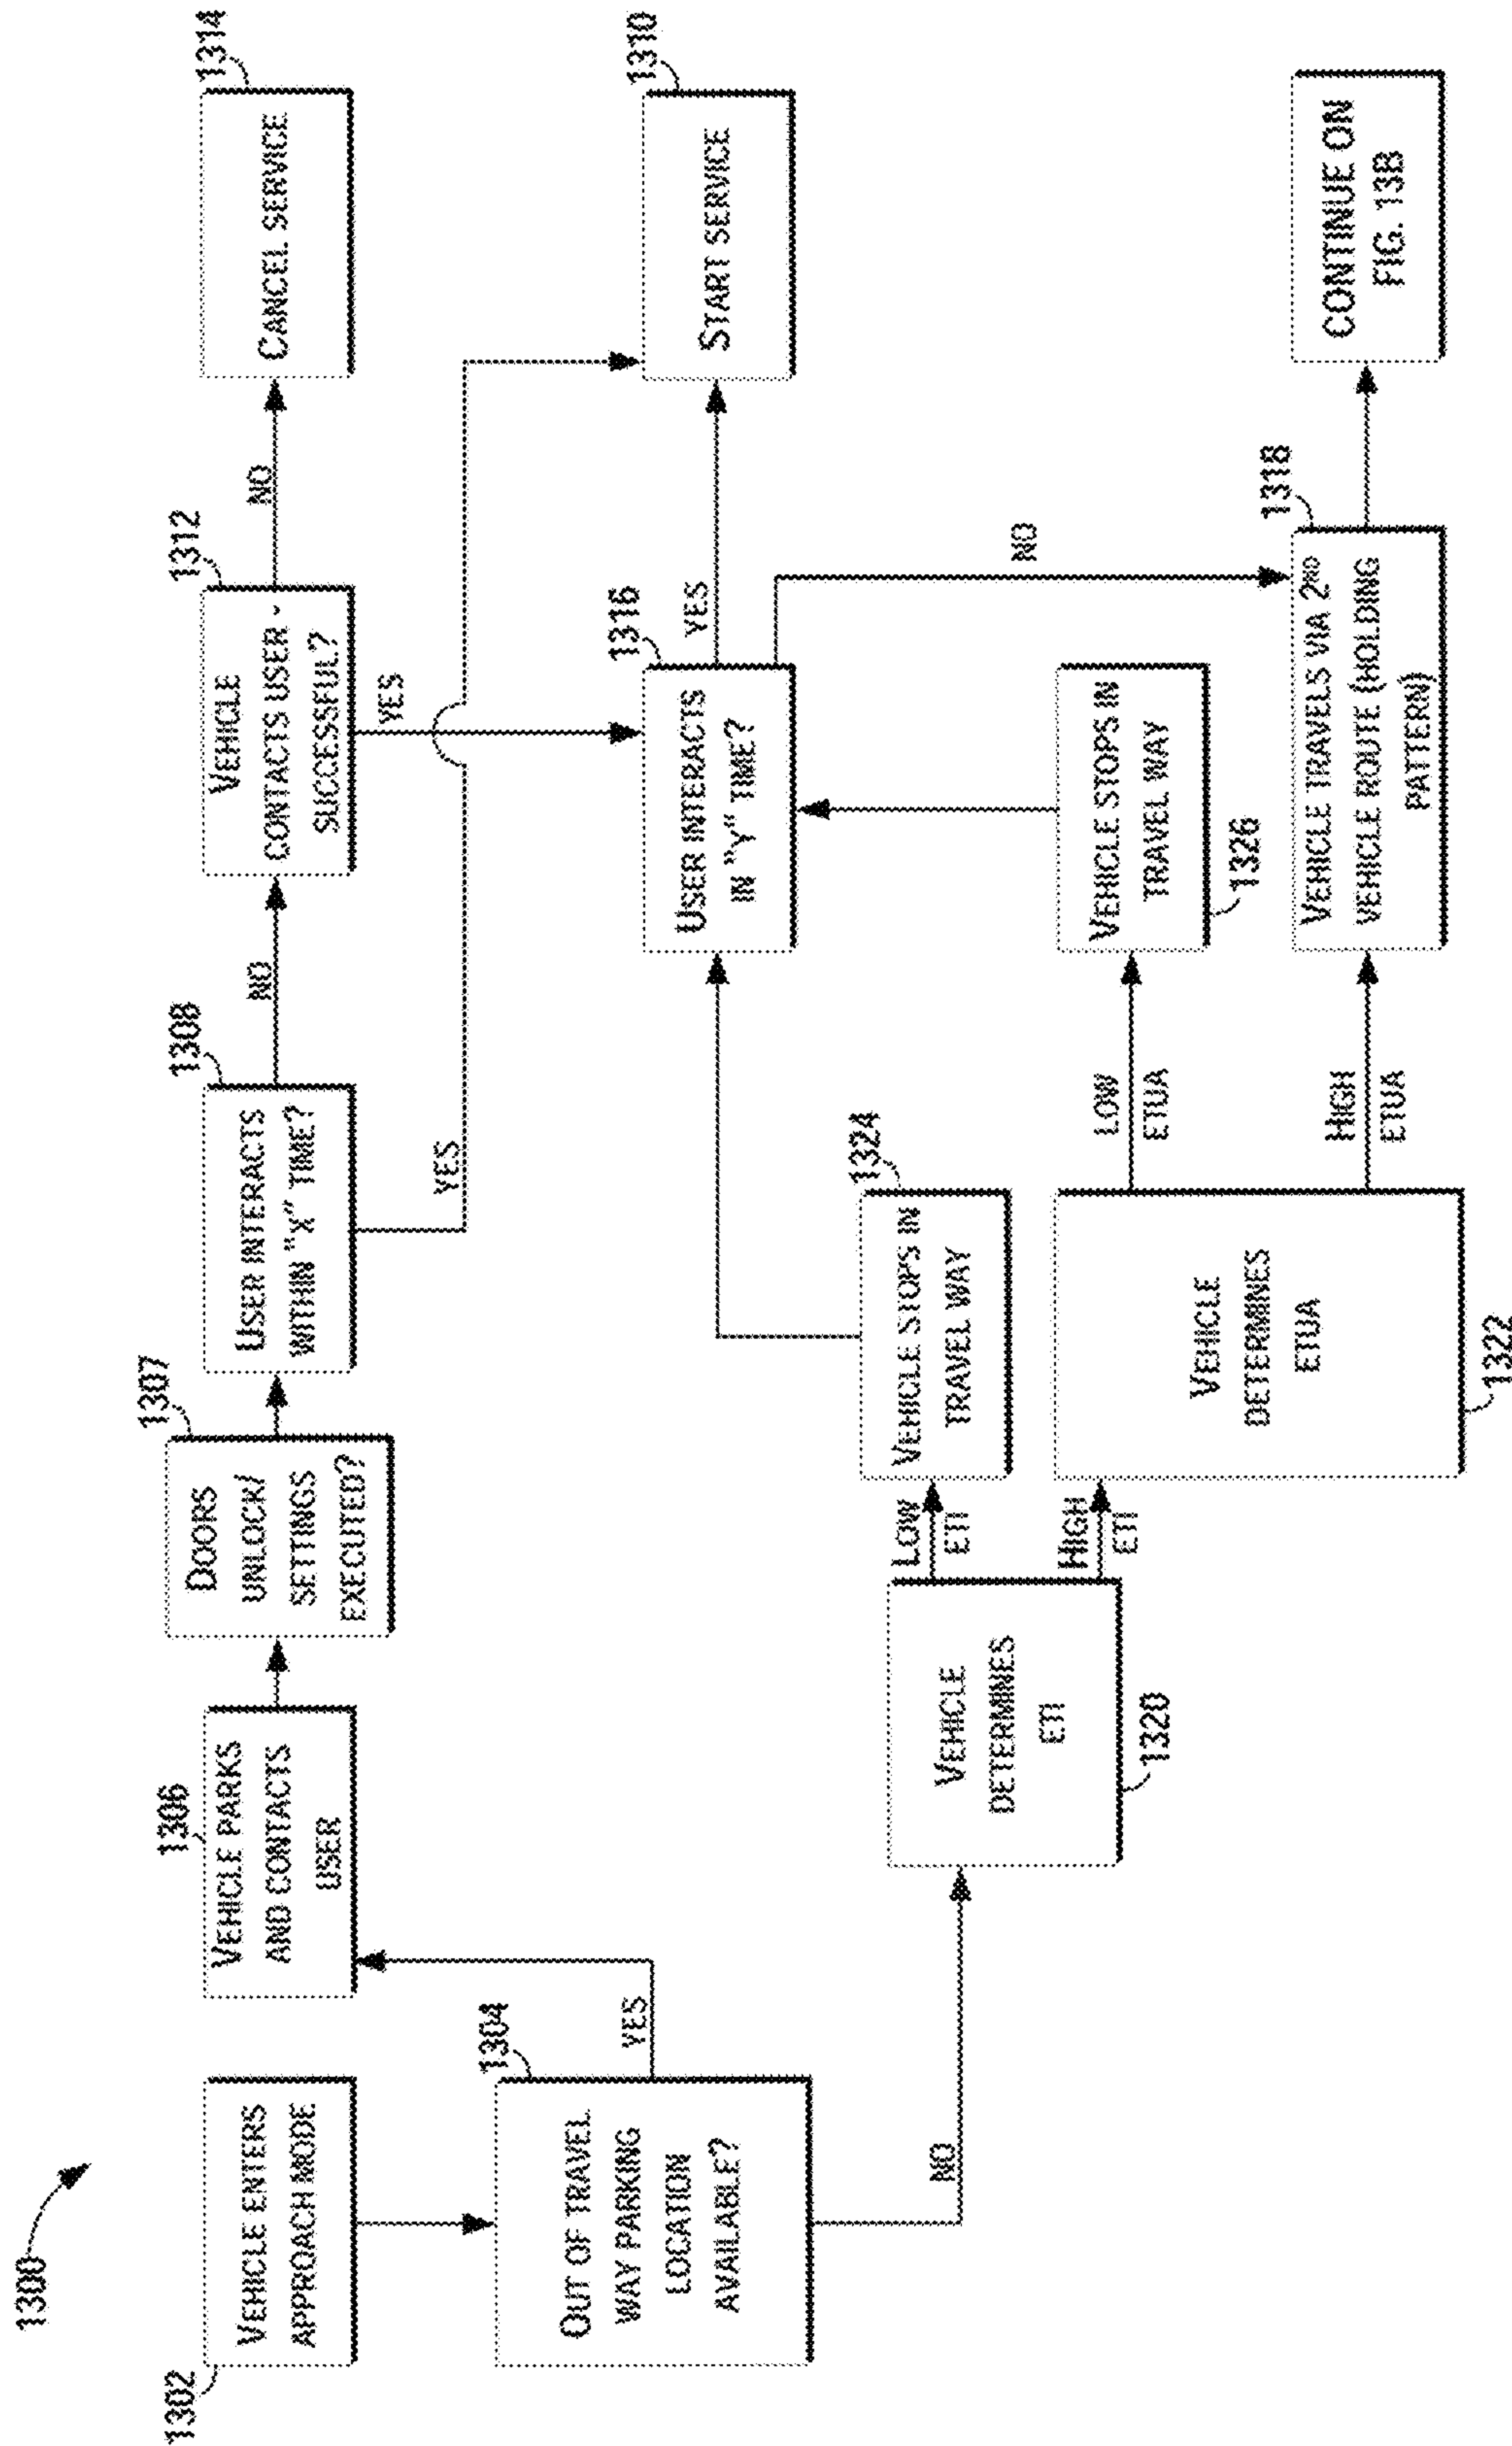 1300
1302
VEHICLE ENTERS
APPROACH MODE
1304
OUT OF TRAVEL
WAY PARKING
LOCATION
AVAILABLE?
YES
NO
1306
VEHICLE PARKS
AND CONTACTS
USER
1307
DOORS
UNLOCK/
SETTINGS
EXECUTED?
1308
USER INTERACTS
WITHIN "X" TIME?
NO
YES
1312
VEHICLE
CONTACTS USER -
SUCCESSFUL?
NO
YES
1314
CANCEL SERVICE
1316
USER INTERACTS
IN "Y" TIME?
YES
NO
1310
START SERVICE
1320
VEHICLE
DETERMINES
ETI
LOW
ETI
HIGH
ETI
1324
VEHICLE STOPS IN
TRAVEL WAY
1322
VEHICLE
DETERMINES
ETUA
LOW
ETUA
HIGH
ETUA
1326
VEHICLE STOPS IN
TRAVEL WAY
1318
VEHICLE TRAVELS VIA 2ND
VEHICLE ROUTE (HOLDING
PATTERN)
CONTINUE ON
FIG. 13B